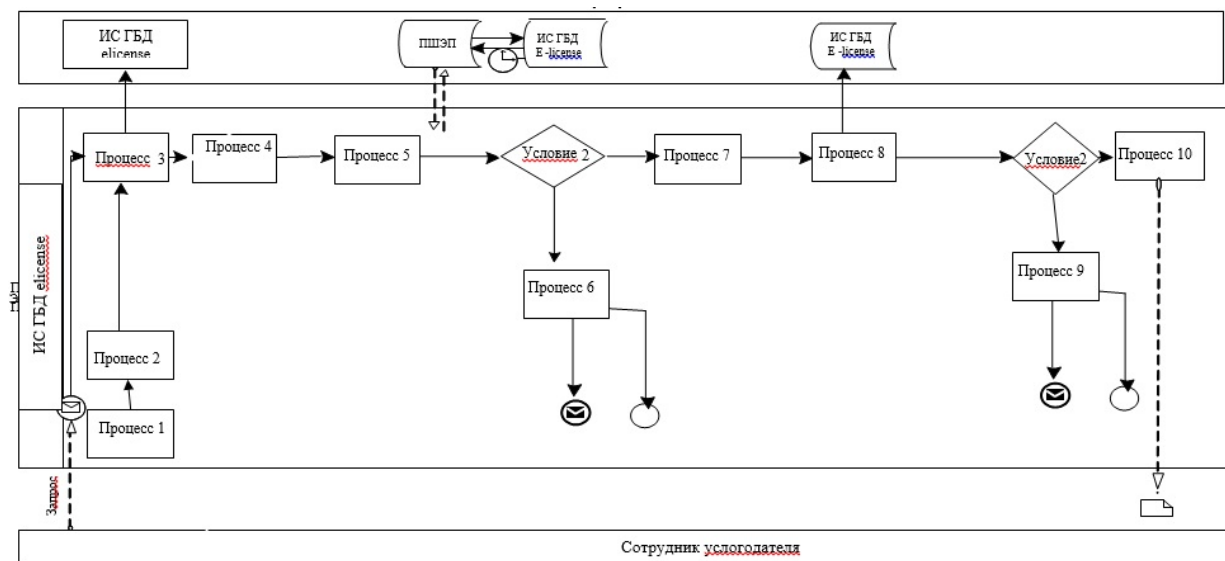 ИС ГБД
elicense
ПШЭП
ИС ГБД
E -license
ИС ГБД
E -license
Процесс 3
Процесс 4
Процесс 5
Условие 2
Процесс 7
Процесс 8
Условие2
Процесс 10
ИС ГБД elicense
Процесс 6
Процесс 9
Процесс 2
Процесс 1
Запрос
Сотрудник услогодателя